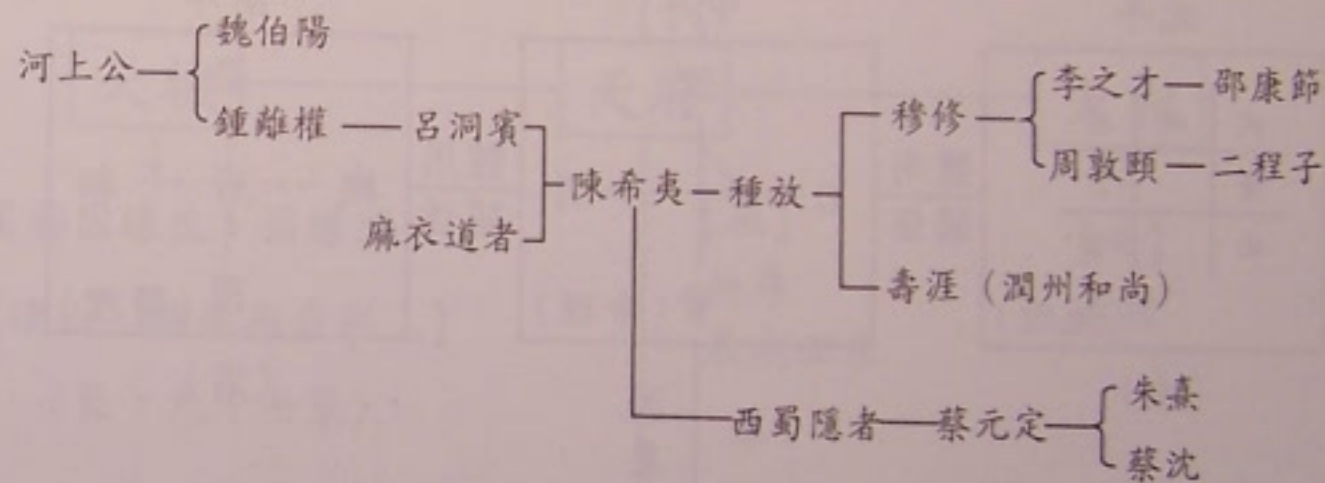 魏伯陽
河上公
鍾離權
呂洞賓
麻衣道者
陳希夷
種放
穆修
李之才
邵康節
周敦頤
二程子
壽涯（潤州和尚）
西蜀隱者
蔡元定
朱熹
蔡沈